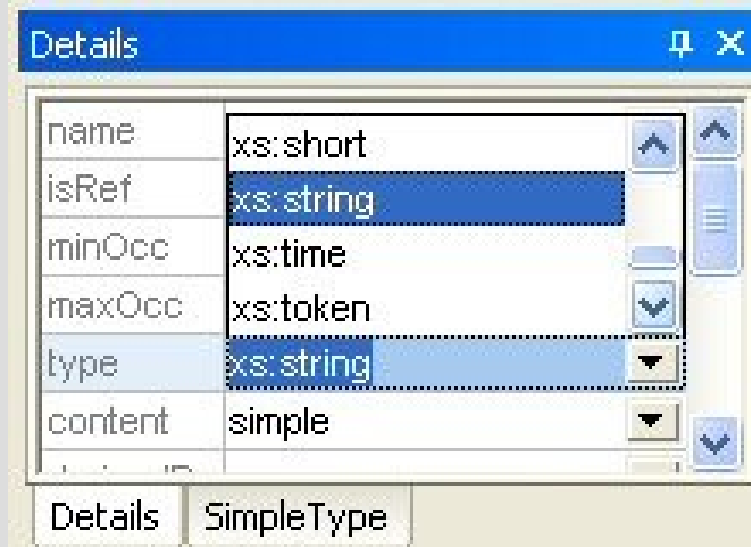 Details
name
xs:short
isRef
xs:string
minOcc
xs:time
maxOcc
xs:token
type
xs:string
content
simple
Details
SimpleType